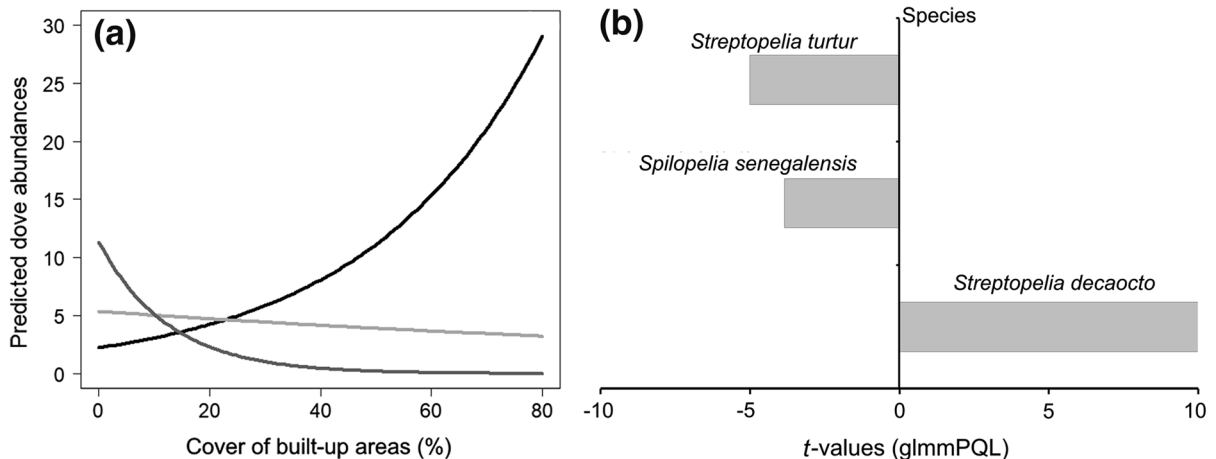 (a)
Predicted dove abundances
30
25
20
15
10
5
0
0 20 40 60 80
Cover of built-up areas (%)
(b)
Species
Streptopelia turtur
Spilopelia senegalensis
Streptopelia decaocto
-10 -5 0 5 10
t-values (glmmPQL)